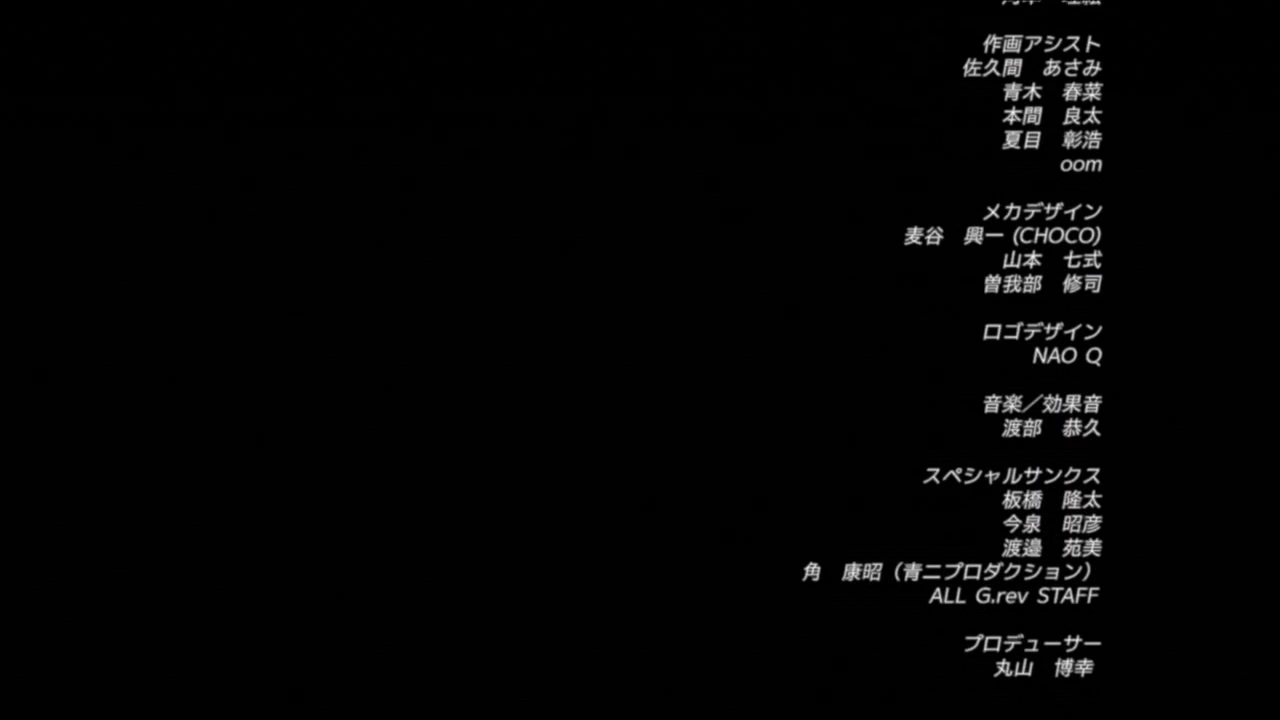 作画アシスト
佐久間　あさみ
青木　春菜
本間　良太
夏目　彰浩
oom
メカデザイン
麦谷　興一 (CHOCO)
山本　七式
曽我部　修司
ロゴデザイン
NAO Q
音楽／効果音
渡部　恭久
スペシャルサンクス
板橋　隆太
今泉　昭彦
渡邉　苑美
角　康昭（青二プロダクション）
ALL G.rev STAFF
プロデューサー
丸山　博幸